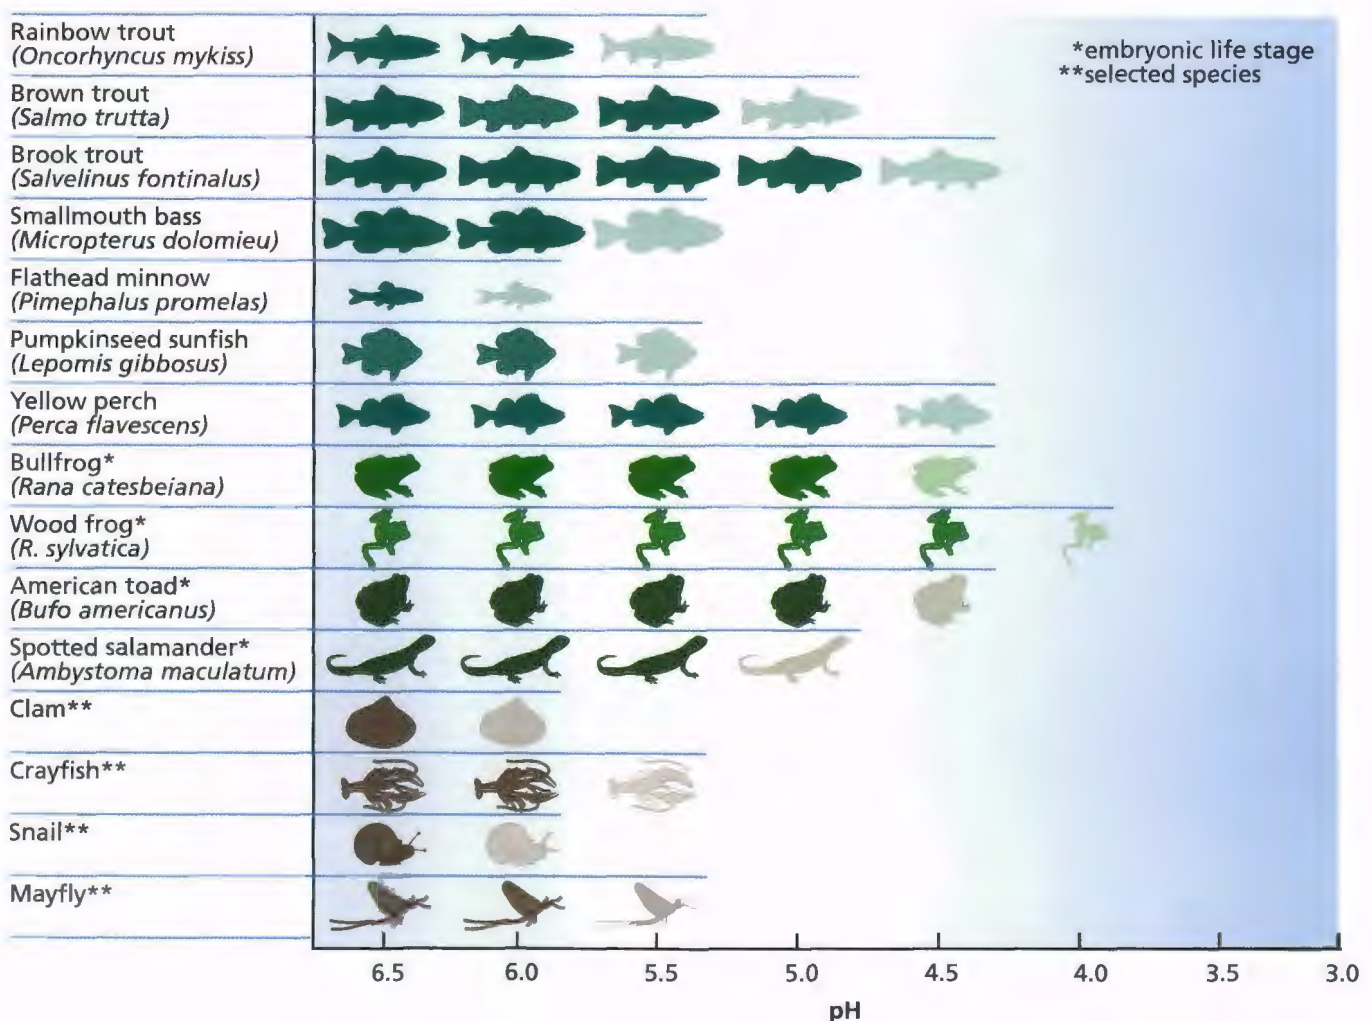 Rainbow trout
(Oncorhyncus mykiss)
*embryonic life stage
**selected species
Brown trout
(Salmo trutta)
Brook trout
(Salvelinus fontinalus)
Smallmouth bass
(Micropterus dolomieu)
Flathead minnow
(Pimephalus promelas)
Pumpkinseed sunfish
(Lepomis gibbosus)
Yellow perch
(Perca flavescens)
Bullfrog*
(Rana catesbeiana)
Wood frog*
(R. sylvatica)
American toad*
(Bufo americanus)
Spotted salamander*
(Ambystoma maculatum)
Clam**
Crayfish**
Snail**
Mayfly**
6.5 6.0 5.5 5.0 4.5 4.0 3.5 3.0
pH